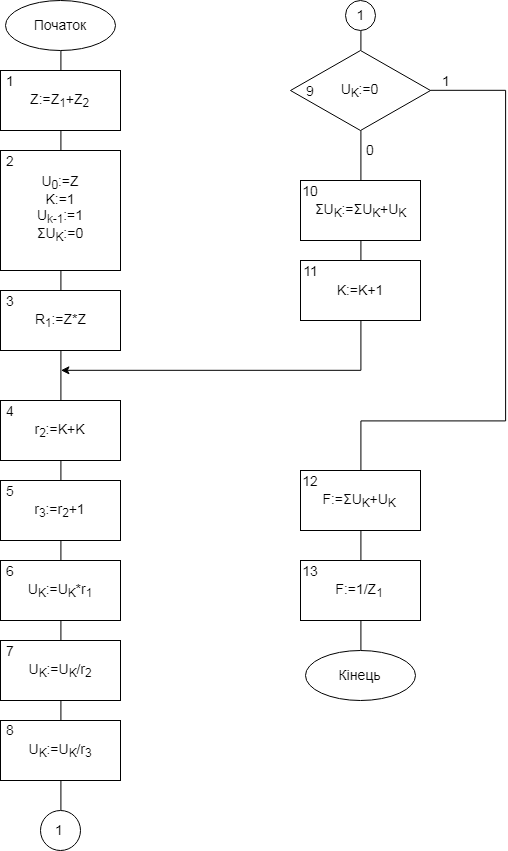 Початок
1
Z:=Z₁+Z₂
2
U₀:=Z
K:=1
Uₖ₋₁:=1
ΣUₖ:=0
3
R₁:=Z*Z
4
r₂:=K+K
5
r₃:=r₂+1
6
Uₖ:=Uₖ*r₁
7
Uₖ:=Uₖ/r₂
8
Uₖ:=Uₖ/r₃
1
1
9
Uₖ:=0
1
0
10
ΣUₖ:=ΣUₖ+Uₖ
11
K:=K+1
12
F:=ΣUₖ+Uₖ
13
F:=1/Z₁
Кінець